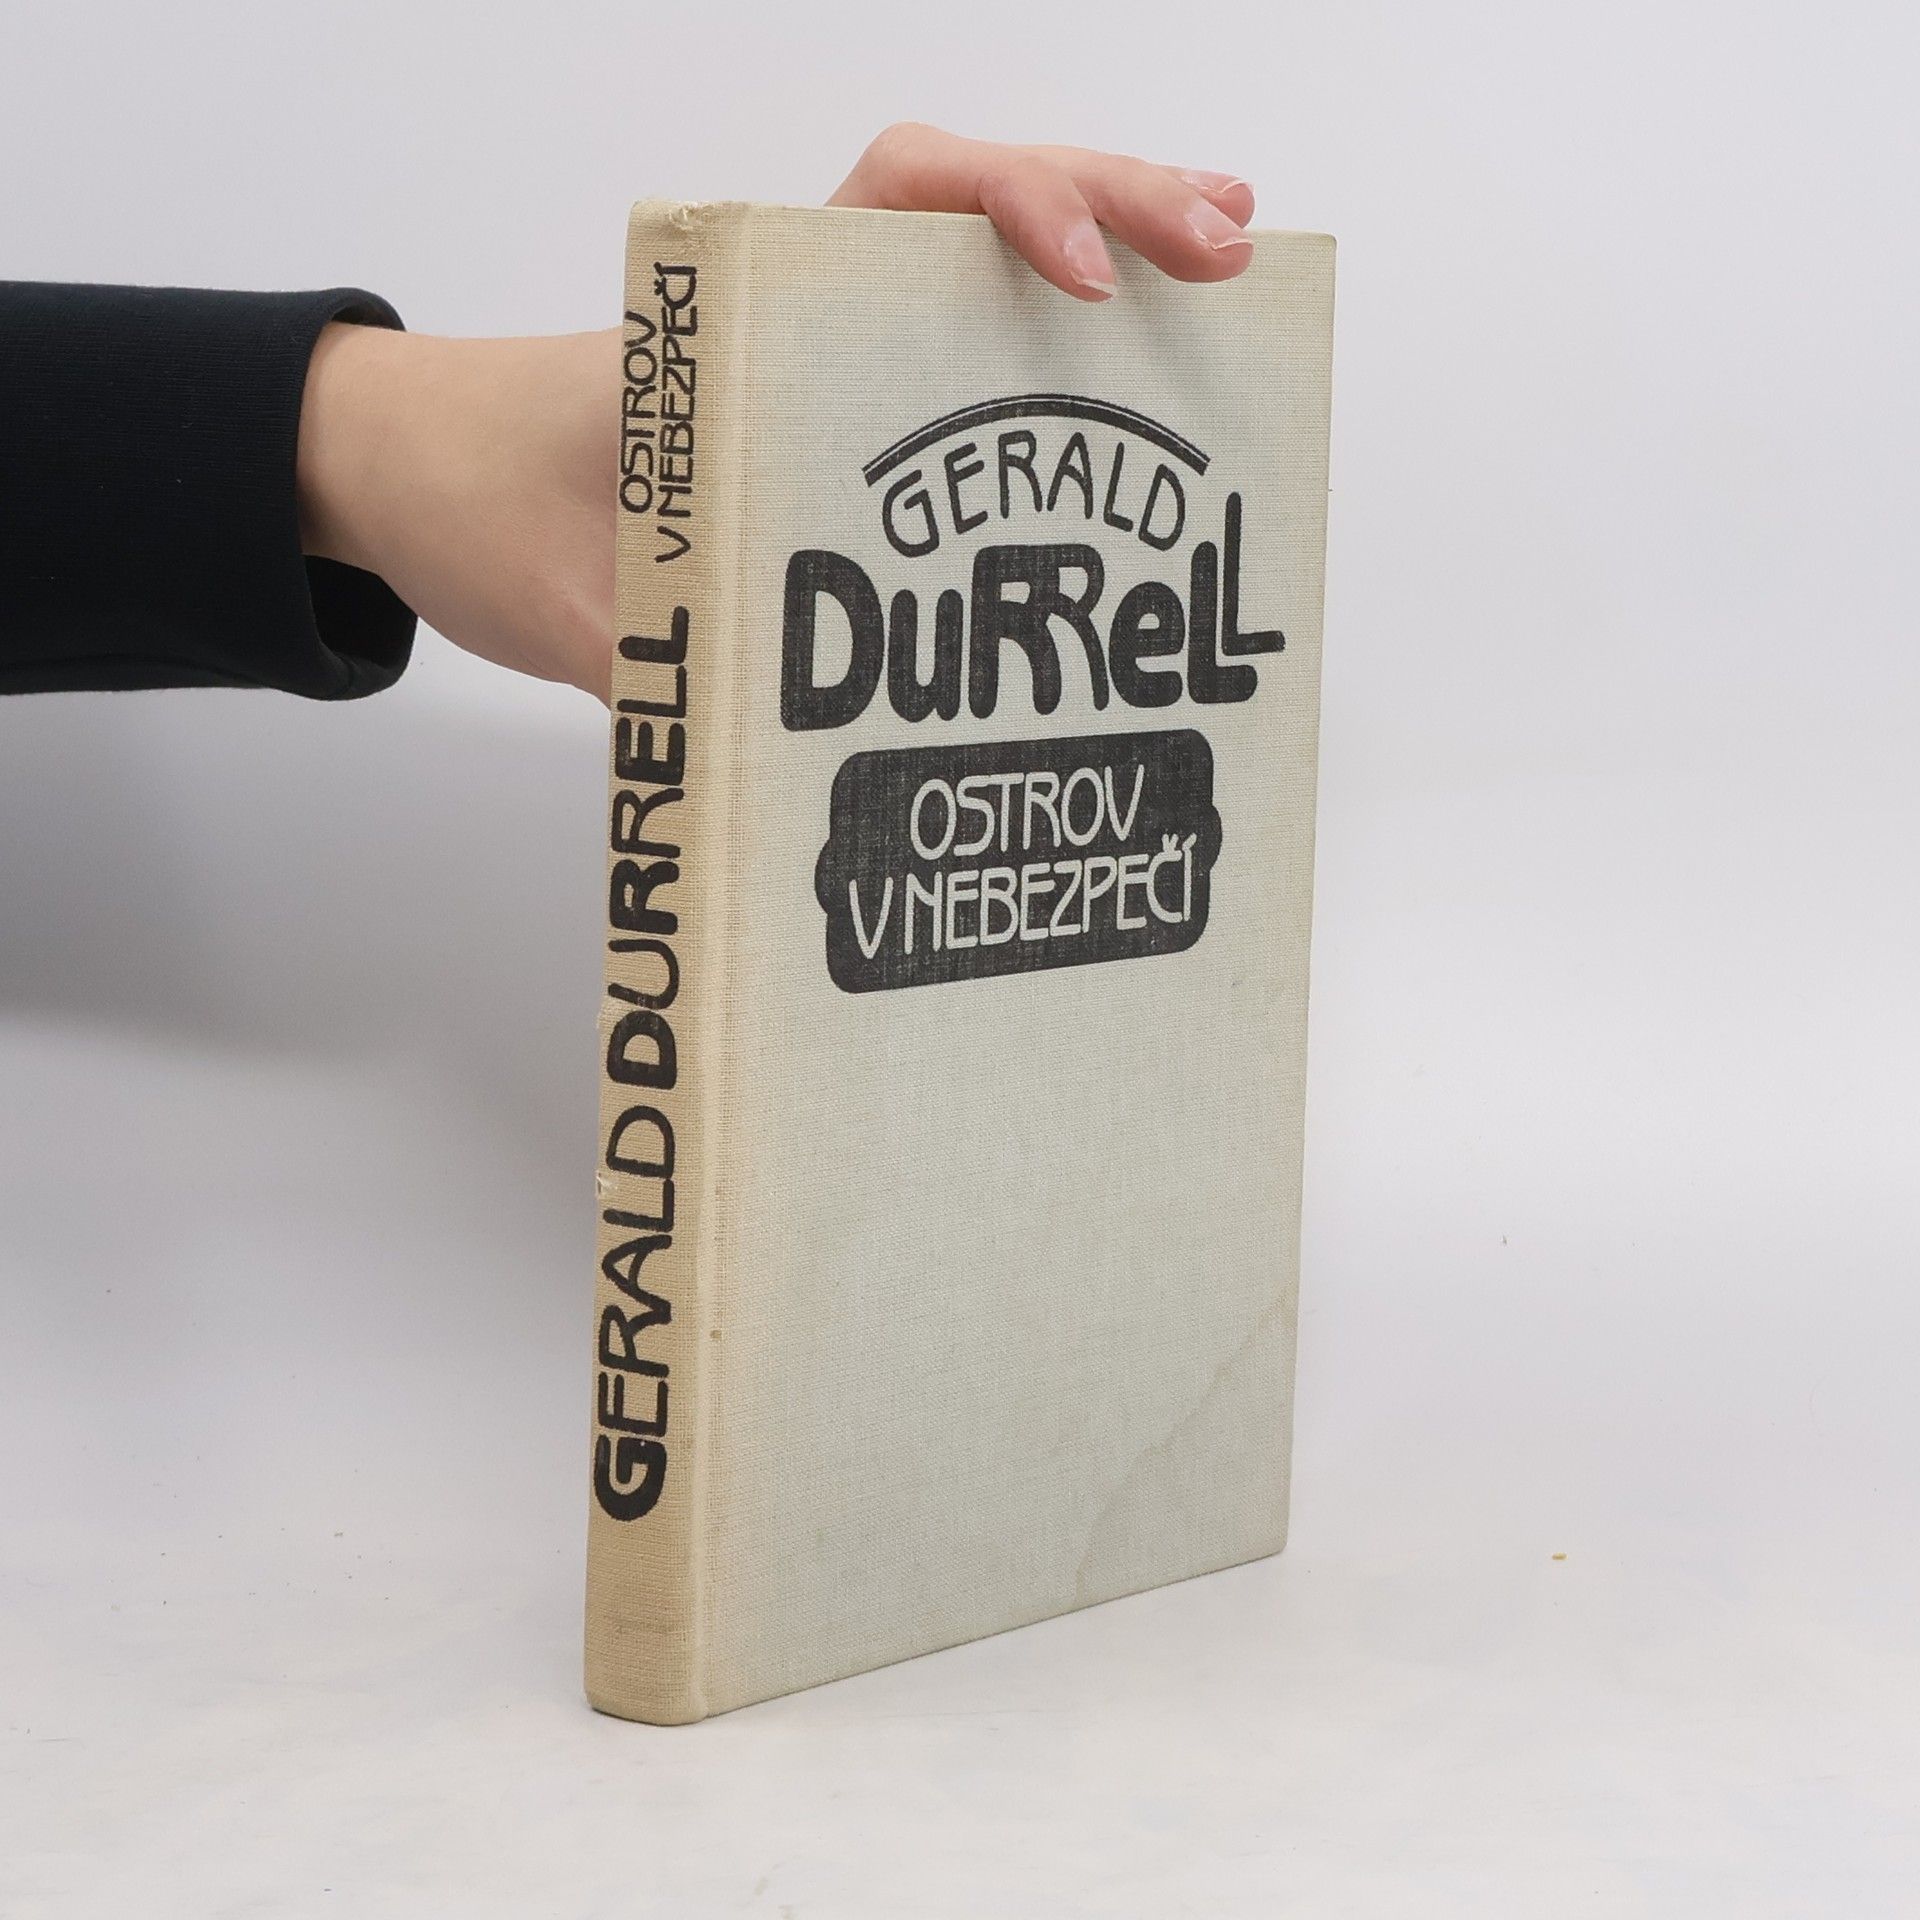 GERALD DURRELL
OSTROV
V NEBEZPEČÍ
GERALD
DuRReLL
OSTROV
V NEBEZPEČÍ